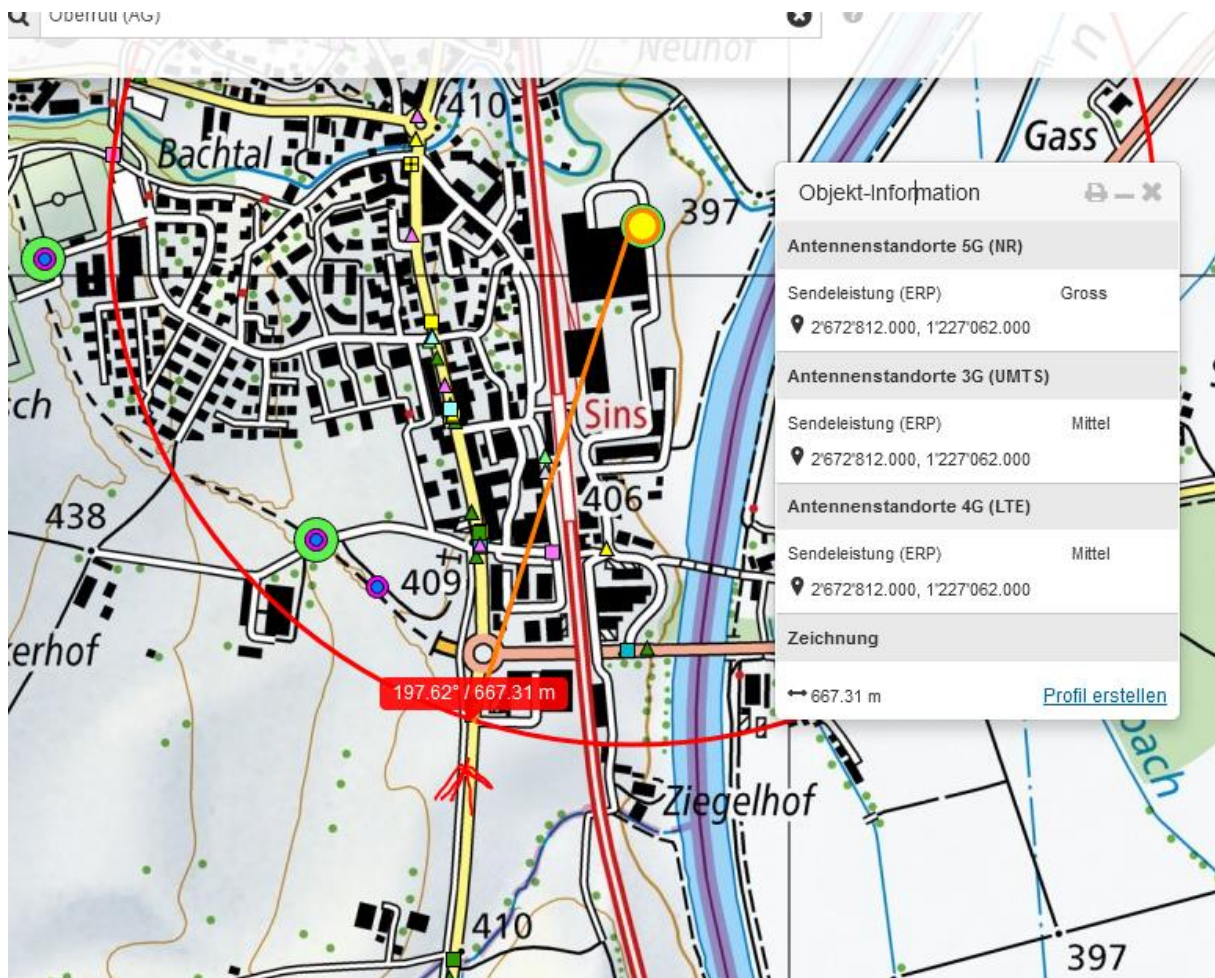 Oberrüti (AG)
Neuhof
n
410
Bachtal
Gass
397
Objekt-Information
Antennenstandorte 5G (NR)
Sendeleistung (ERP) Gross
2'672'812.000, 1'227'062.000
Antennenstandorte 3G (UMTS)
Sendeleistung (ERP) Mittel
2'672'812.000, 1'227'062.000
Antennenstandorte 4G (LTE)
Sendeleistung (ERP) Mittel
2'672'812.000, 1'227'062.000
Zeichnung
667.31 m Profil erstellen
sch
Sins
438
406
409
kerhof
197.62° / 667.31 m
bach
Ziegelhof
410
397